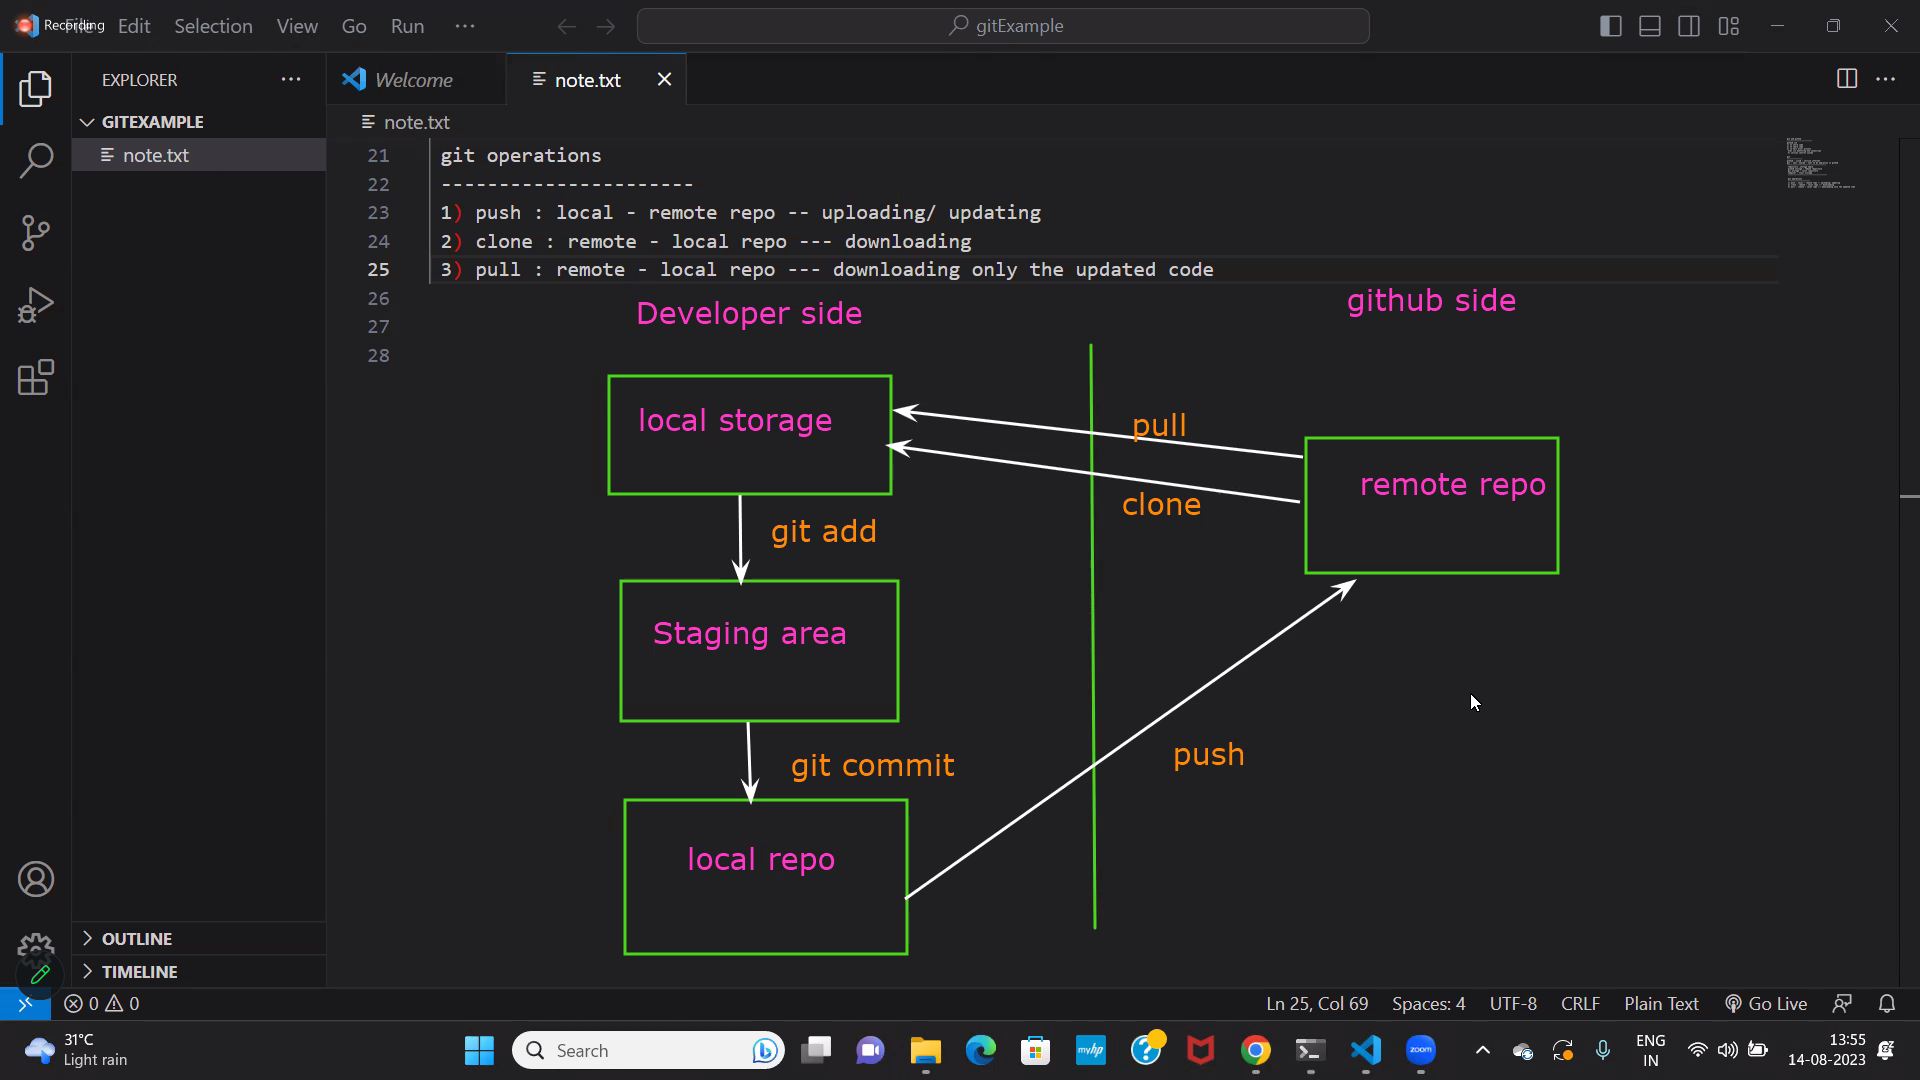 Recording
File Edit Selection View Go Run ···
gitExample
EXPLORER ···
Welcome
note.txt
GITEXAMPLE
note.txt
note.txt
21 git operations
22 ----------------------
23 1) push : local - remote repo -- uploading/ updating
24 2) clone : remote - local repo --- downloading
25 3) pull : remote - local repo --- downloading only the updated code
26
27
28
Developer side
github side
local storage
pull
remote repo
clone
git add
Staging area
push
git commit
local repo
OUTLINE
TIMELINE
0 0
Ln 25, Col 69 Spaces: 4 UTF-8 CRLF Plain Text Go Live
31°C
Light rain
Search
myhp
zoom
ENG
IN
13:55
14-08-2023